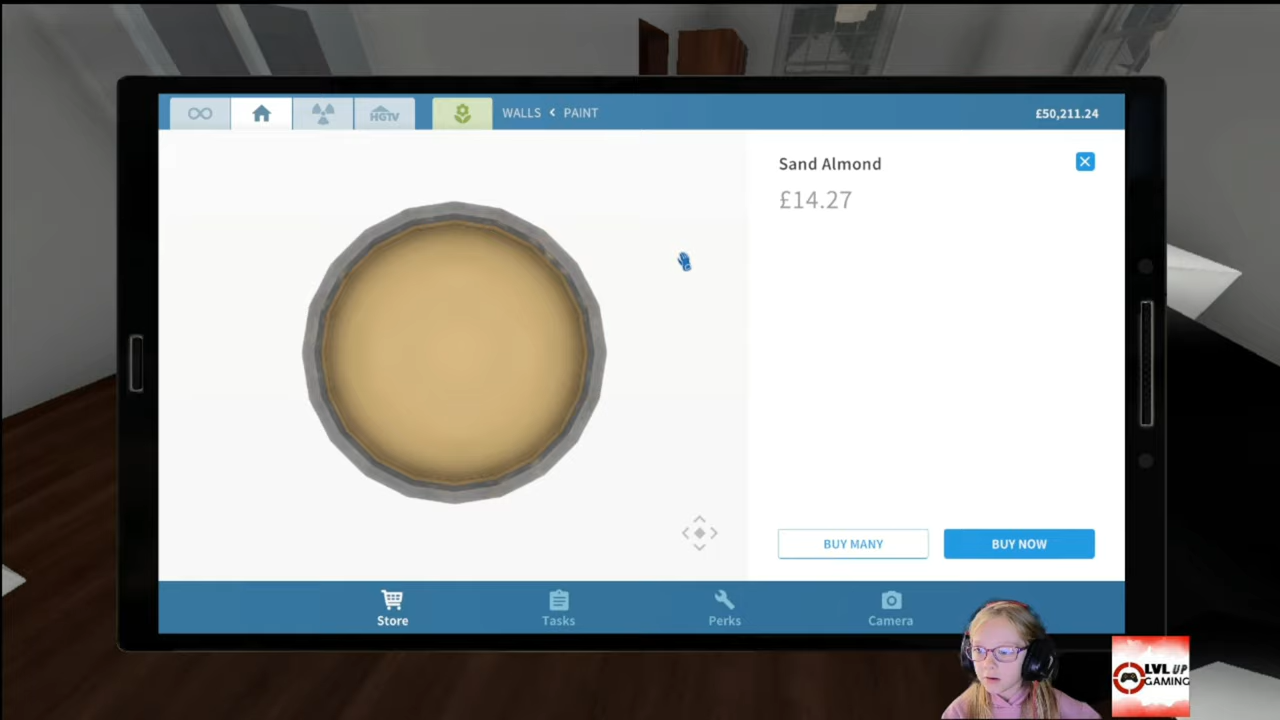 HGTV
WALLS < PAINT
£50,211.24
Sand Almond
£14.27
BUY MANY
BUY NOW
Store
Tasks
Perks
Camera
LVL UP
GAMING